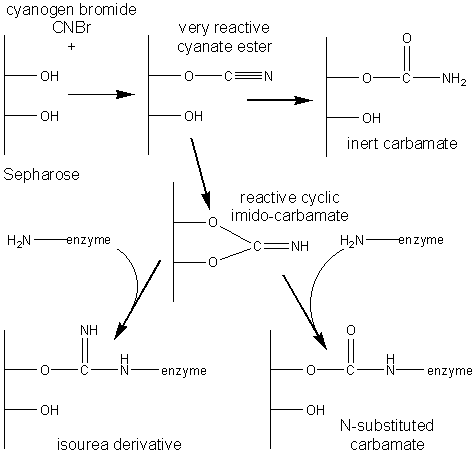 cyanogen bromide
CNBr
+
very reactive
cyanate ester
O
OH
O C N
O NH2
OH
OH
OH
inert carbamate
Sepharose
reactive cyclic
imido-carbamate
O
H2N enzyme
C NH
H2N enzyme
O
NH
O
O C N enzyme
H
O C N enzyme
H
OH
OH
isourea derivative
N-substituted
carbamate